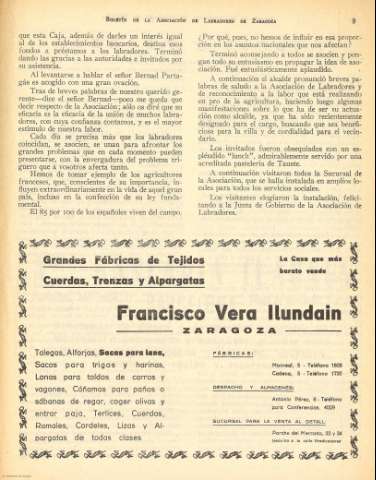 Boletín de la Asociación de Labradores de Zaragoza
9
que esta Caja, además de darles un interés igual
al de los establecimientos bancarios, destina esos
fondos a préstamos a los labradores. Terminó
dando las gracias a las autoridades e invitados por
su asistencia.
Al levantarse a hablar el señor Bernad Partagás
es acogido con una gran ovación.
Tras de breves palabras de nuestro querido gerente—
dice el señor Bernad—poco me queda que
decir respecto de la Asociación; sólo os diré que su
eficacia es la eficacia de la unión de muchos labradores,
con cuya confianza contamos, y es el mayor
estímulo de nuestra labor.
Cada día se precisa más que los labradores
coincidan, se asocien, se unan para afrontar los
grandes problemas que en cada momento pueden
presentarse, con la envergadura del problema triguero
que a vosotros afecta tanto.
Hemos de tomar ejemplo de los agricultores
franceses, que, conscientes de su importancia, influyen
extraordinariamente en la vida de aquel gran
país, incluso en la confección de su ley fundamental.
El 85 por 100 de los españoles viven del campo.
¿Por qué, pues, no hemos de influir en esa proporción
en los asuntos nacionales que nos afectan?
Terminó aconsejando a todos se asocien y pongan
todo su entusiasmo en propagar la idea de asociación.
Fué entusiásticamente aplaudido.
A continuación el alcalde pronunció breves palabras
de saludo a la Asociación de Labradores y
de reconocimiento a la labor que está realizando
en pro de la agricultura, haciendo luego algunas
manifestaciones sobre lo que ha de ser su actuación
como alcalde, ya que ha sido recientemente
designado para el cargo, buscando que sea beneficiosa
para la villa y de cordialidad para el vecindario.
Los invitados fueron obsequiados con un espléndido
"lunch", admirablemente servido por una
acreditada pastelería de Tauste.
A continuación visitaron todos la Sucursal de
la Asociación, que se halla instalada en amplios locales
para todos los servicios sociales.
Los visitantes elogiaron la instalación, felicitando
a la Junta de Gobierno de la Asociación de
Labradores.
Grandes Fábricas de Tejidos
Cuerdas, Trenzas y Alpargatas
La Casa que más
barato vende
Francisco Vera Ilundain
ZARAGOZA
Talegas, Alforjas, Sacos para lana,
Sacos para trigos y harinas,
Lonas para toldos de carros y
vagones, Cáñamos para paños o
sábanas de regar, coger olivas y
entrar paja, Terlices, Cuerdas,
Ramales, Cordeles, Lizas y Alpargatas
de todas clases
FÁBRICAS:
Monreal, 5 - Teléfono 1803
Cadena, 5 - Teléfono 1730
DESPACHO Y ALMACENES:
Antonio Pérez, 6 - Teléfono
para Conferencias, 4229
SUCURSAL PARA LA VENTA AL DETALL:
Porche del Mercado, 33 y 34